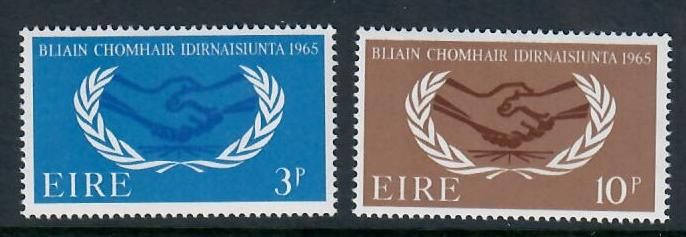 BLIAIN CHOMHAIR IDIRNAISIUNTA 1965
EIRE 3P
BLIAIN CHOMHAIR IDIRNAISIUNTA 1965
EIRE 10P